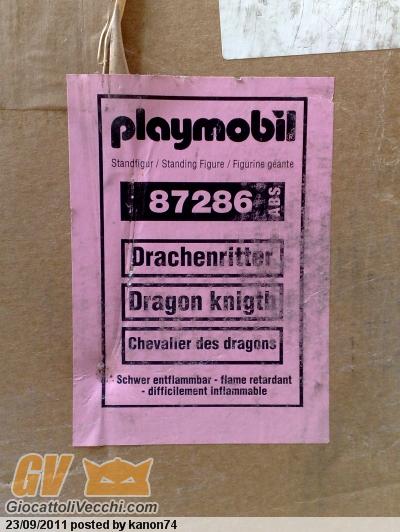 playmobil
Standfigur / Standing Figure / Figurine géante
87286 ABS
Drachenritter
Dragon knigth
Chevalier des dragons
Schwer entflammbar - flame retardant
- difficilement inflammable
GV
GiocattoliVecchi.com
23/09/2011 posted by kanon74